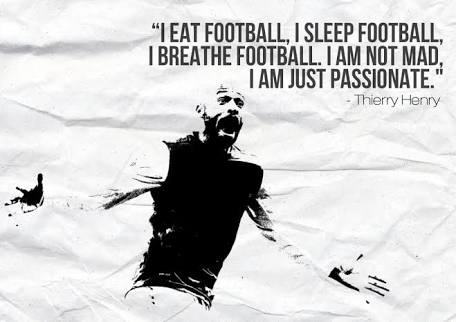 “I EAT FOOTBALL, I SLEEP FOOTBALL,
I BREATHE FOOTBALL. I AM NOT MAD,
I AM JUST PASSIONATE."
- Thierry Henry